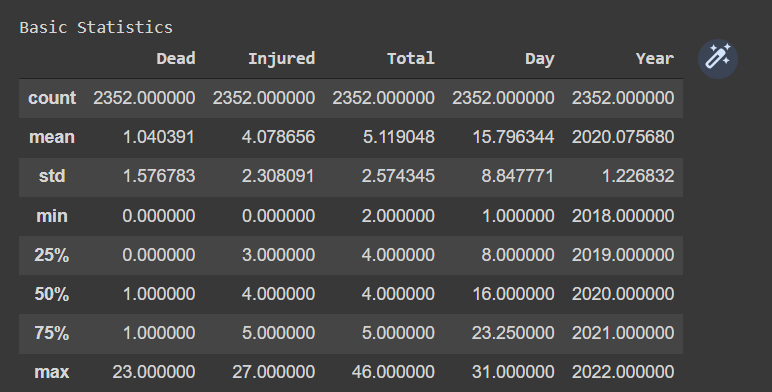 Basic Statistics
Dead Injured Total Day Year
count 2352.000000 2352.000000 2352.000000 2352.000000 2352.000000
mean 1.040391 4.078656 5.119048 15.796344 2020.075680
std 1.576783 2.308091 2.574345 8.847771 1.226832
min 0.000000 0.000000 2.000000 1.000000 2018.000000
25% 0.000000 3.000000 4.000000 8.000000 2019.000000
50% 1.000000 4.000000 4.000000 16.000000 2020.000000
75% 1.000000 5.000000 5.000000 23.250000 2021.000000
max 23.000000 27.000000 46.000000 31.000000 2022.000000